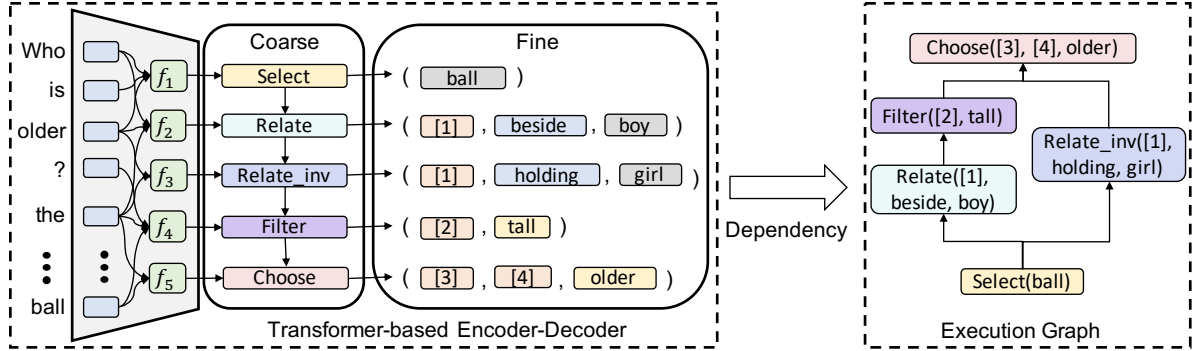 Who
is
older
?
the
ball
f1
f2
f3
f4
f5
Coarse
Select
Relate
Relate_inv
Filter
Choose
Fine
( ball )
( [1] , beside , boy )
( [1] , holding , girl )
( [2] , tall )
( [3] , [4] , older )
Transformer-based Encoder-Decoder
Dependency
Choose([3], [4], older)
Filter([2], tall)
Relate_inv([1],
holding, girl)
Relate([1],
beside, boy)
Select(ball)
Execution Graph